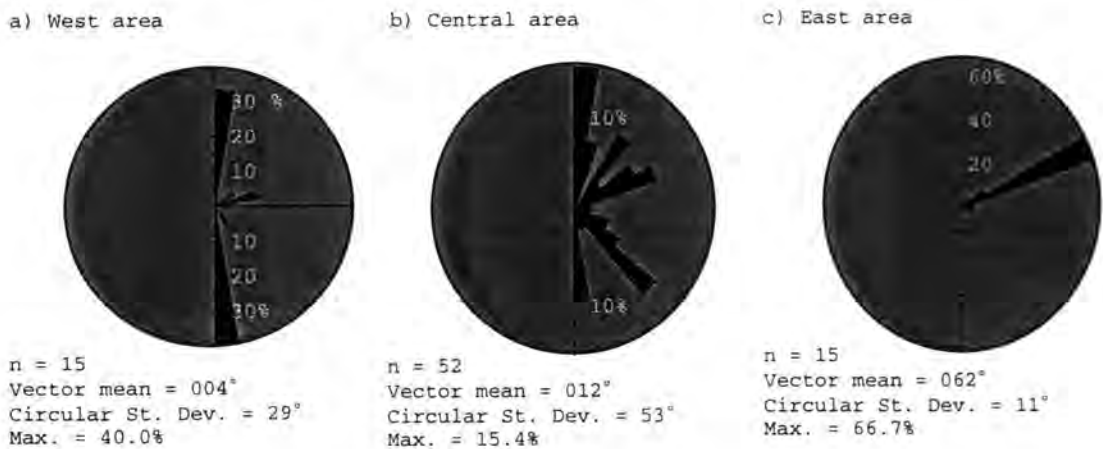 a) West area
30 %
20
10
10
20
30%
n = 15
Vector mean = 004°
Circular St. Dev. = 29°
Max. = 40.0%
b) Central area
10%
10%
n = 52
Vector mean = 012°
Circular St. Dev. = 53°
Max. = 15.4%
c) East area
60%
40
20
n = 15
Vector mean = 062°
Circular St. Dev. = 11°
Max. = 66.7%